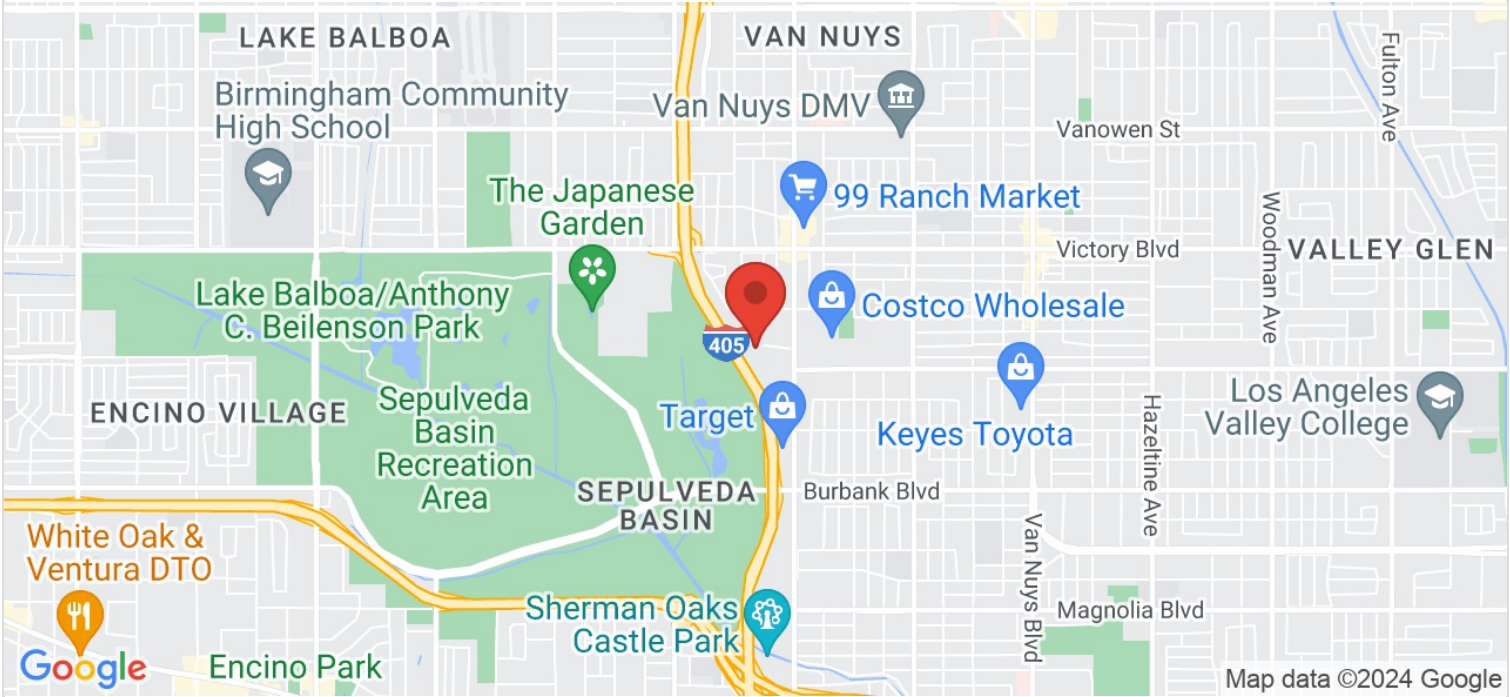 LAKE BALBOA
VAN NUYS
Fulton Ave
Birmingham Community
High School
Van Nuys DMV
Vanowen St
The Japanese
Garden
99 Ranch Market
Woodman Ave
Victory Blvd
VALLEY GLEN
Lake Balboa/Anthony
C. Beilenson Park
Costco Wholesale
405
ENCINO VILLAGE
Sepulveda
Basin
Recreation
Area
Target
Keyes Toyota
Hazeltine Ave
Los Angeles
Valley College
SEPULVEDA
BASIN
Burbank Blvd
White Oak &
Ventura DTO
Van Nuys Blvd
Sherman Oaks
Castle Park
Magnolia Blvd
Google
Encino Park
Map data ©2024 Google